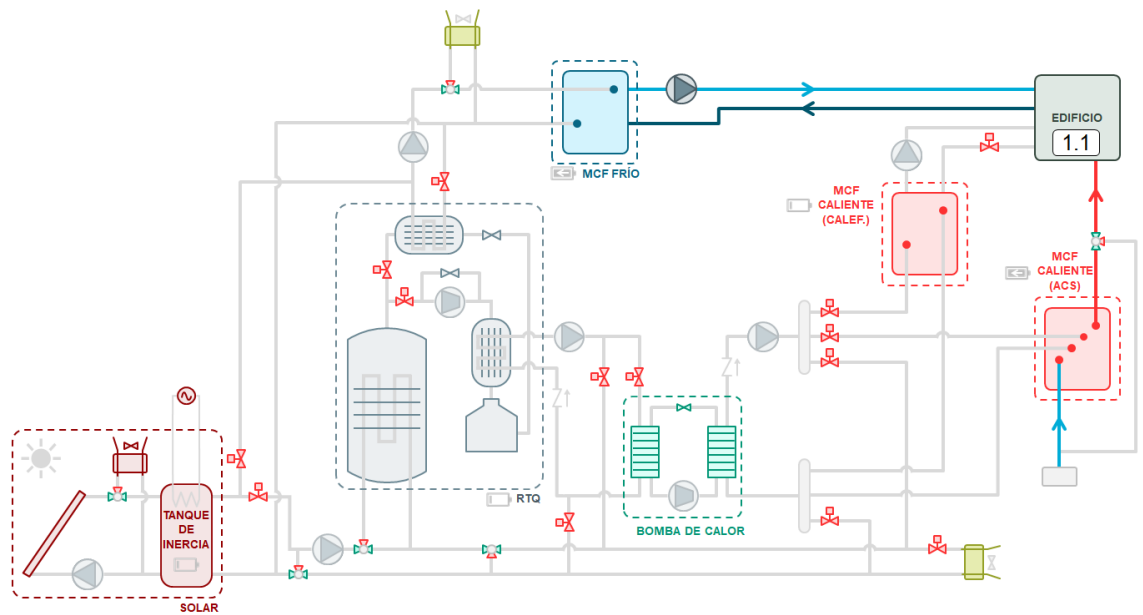 EDIFICIO
1.1
MCF FRÍO
MCF
CALIENTE
(CALEF.)
MCF
CALIENTE
(ACS)
TANQUE
DE
INERCIA
RTQ
BOMBA DE CALOR
SOLAR